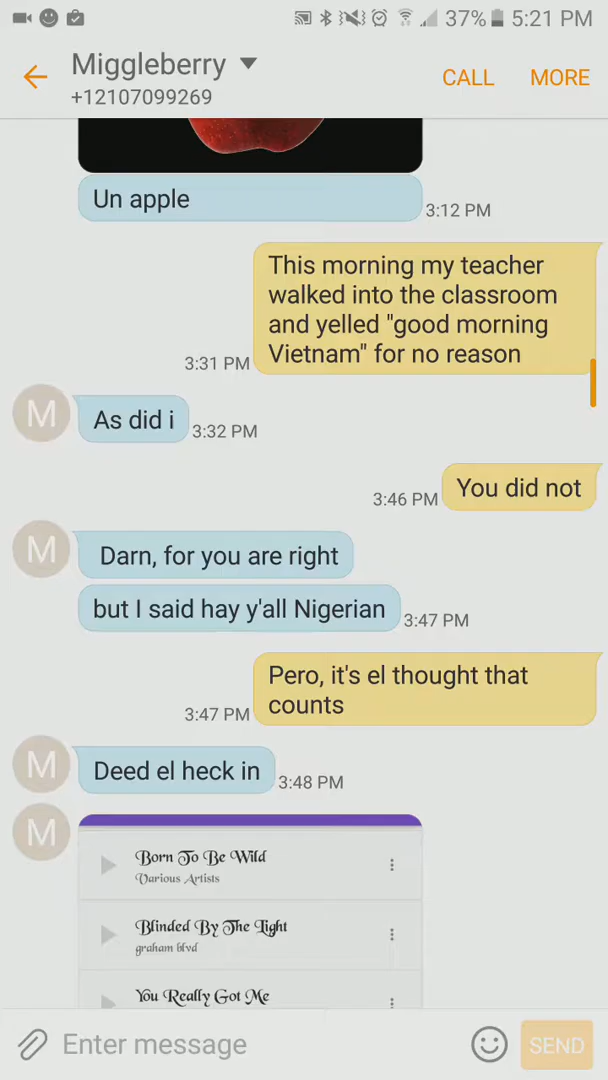 37% 5:21 PM
Miggleberry
+12107099269
CALL MORE
Un apple
3:12 PM
This morning my teacher
walked into the classroom
and yelled "good morning
Vietnam" for no reason
3:31 PM
M
As did i
3:32 PM
You did not
3:46 PM
M
Darn, for you are right
but I said hay y'all Nigerian
3:47 PM
Pero, it's el thought that
counts
3:47 PM
M
Deed el heck in
3:48 PM
M
Born To Be Wild
Various Artists
Blinded By The Light
graham blvd
You Really Got Me
Enter message
SEND